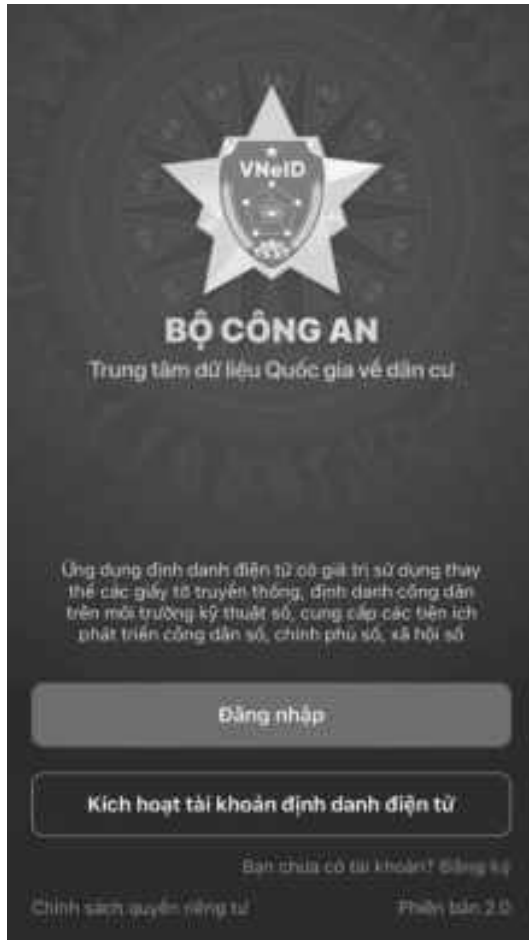 VNeID
BỘ CÔNG AN
Trung tâm dữ liệu Quốc gia về dân cư
Ứng dụng định danh điện tử có giá trị sử dụng thay
thế các giấy tờ truyền thống, định danh công dân
trên môi trường kỹ thuật số, cung cấp các tiện ích
phát triển công dân số, chính phủ số, xã hội số
Đăng nhập
Kích hoạt tài khoản định danh điện tử
Bạn chưa có tài khoản? Đăng ký
Chính sách quyền riêng tư
Phiên bản 2.0